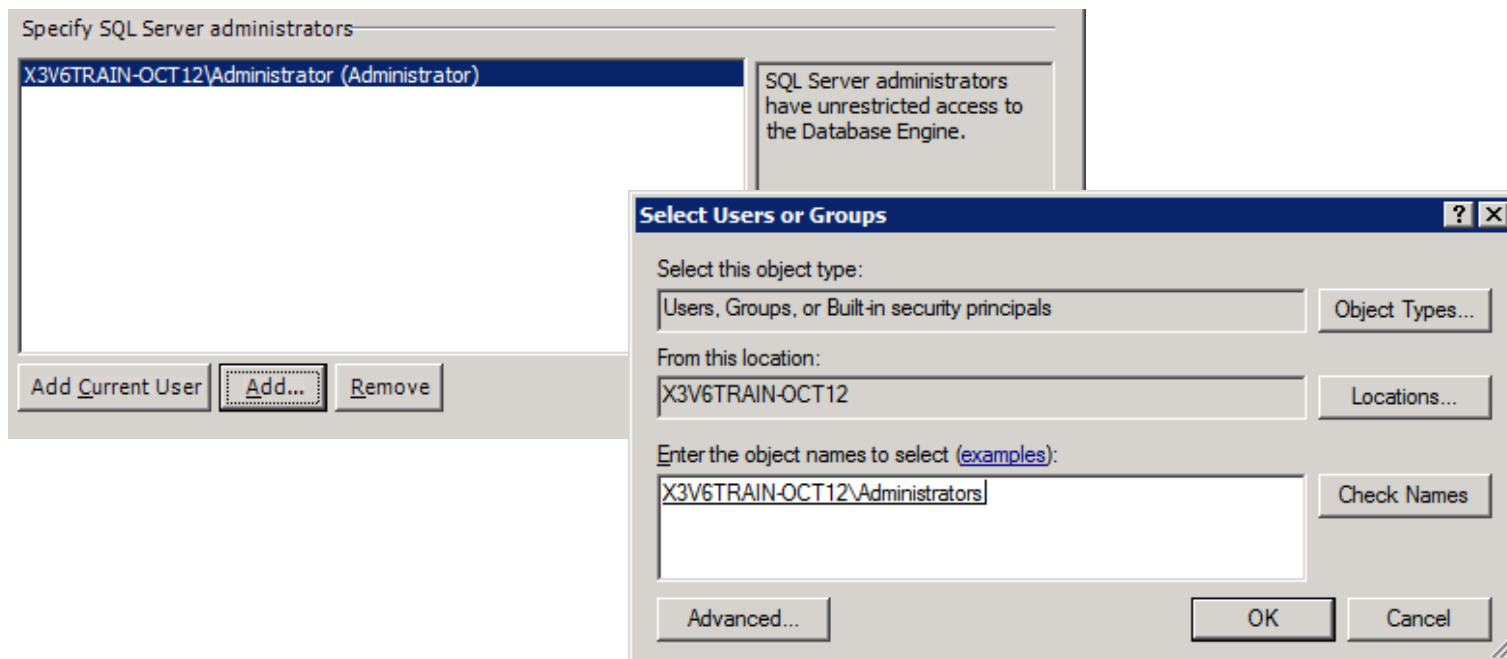 Specify SQL Server administrators
X3V6TRAIN-OCT12\Administrator (Administrator)
SQL Server administrators
have unrestricted access to
the Database Engine.
Add Current User
Add...
Remove
Select Users or Groups
Select this object type:
Users, Groups, or Built-in security principals
Object Types...
From this location:
X3V6TRAIN-OCT12
Locations...
Enter the object names to select (examples):
X3V6TRAIN-OCT12\Administrators
Check Names
Advanced...
OK
Cancel